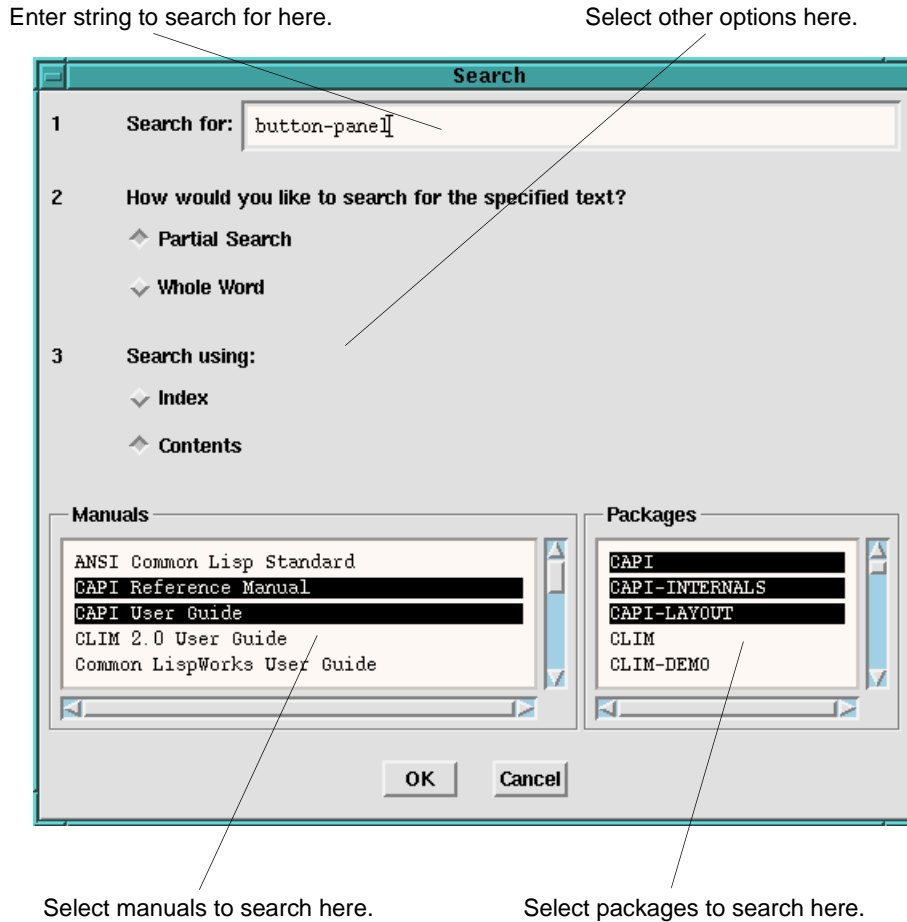 Enter string to search for here. Select other options here.
Search
1 Search for: button-panel
2 How would you like to search for the specified text?
Partial Search
Whole Word
3 Search using:
Index
Contents
Manuals
ANSI Common Lisp Standard
CAPI Reference Manual
CAPI User Guide
CLIM 2.0 User Guide
Common LispWorks User Guide
Packages
CAPI
CAPI-INTERNALS
CAPI-LAYOUT
CLIM
CLIM-DEMO
OK Cancel
Select manuals to search here. Select packages to search here.